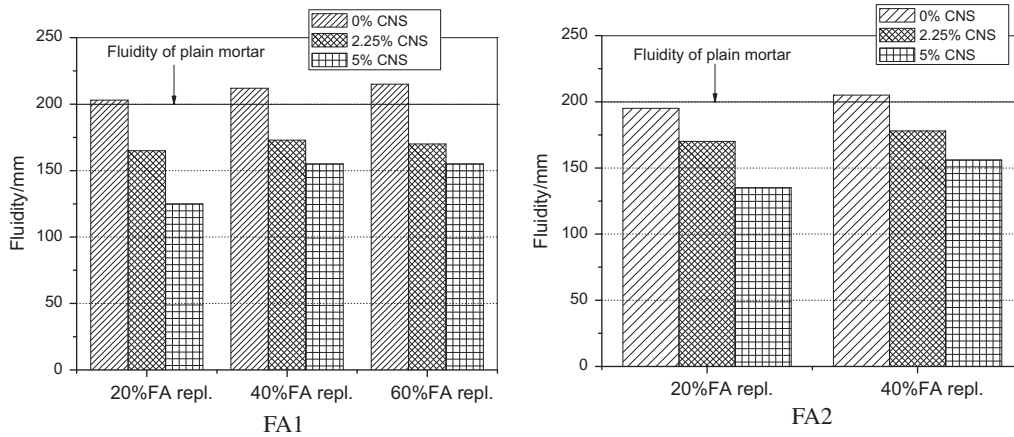 0% CNS
2.25% CNS
5% CNS
Fluidity of plain mortar
250
200
150
100
50
0
Fluidity/mm
20%FA repl. 40%FA repl. 60%FA repl.
FA1
0% CNS
2.25% CNS
5% CNS
Fluidity of plain mortar
250
200
150
100
50
0
Fluidity/mm
20%FA repl. 40%FA repl.
FA2